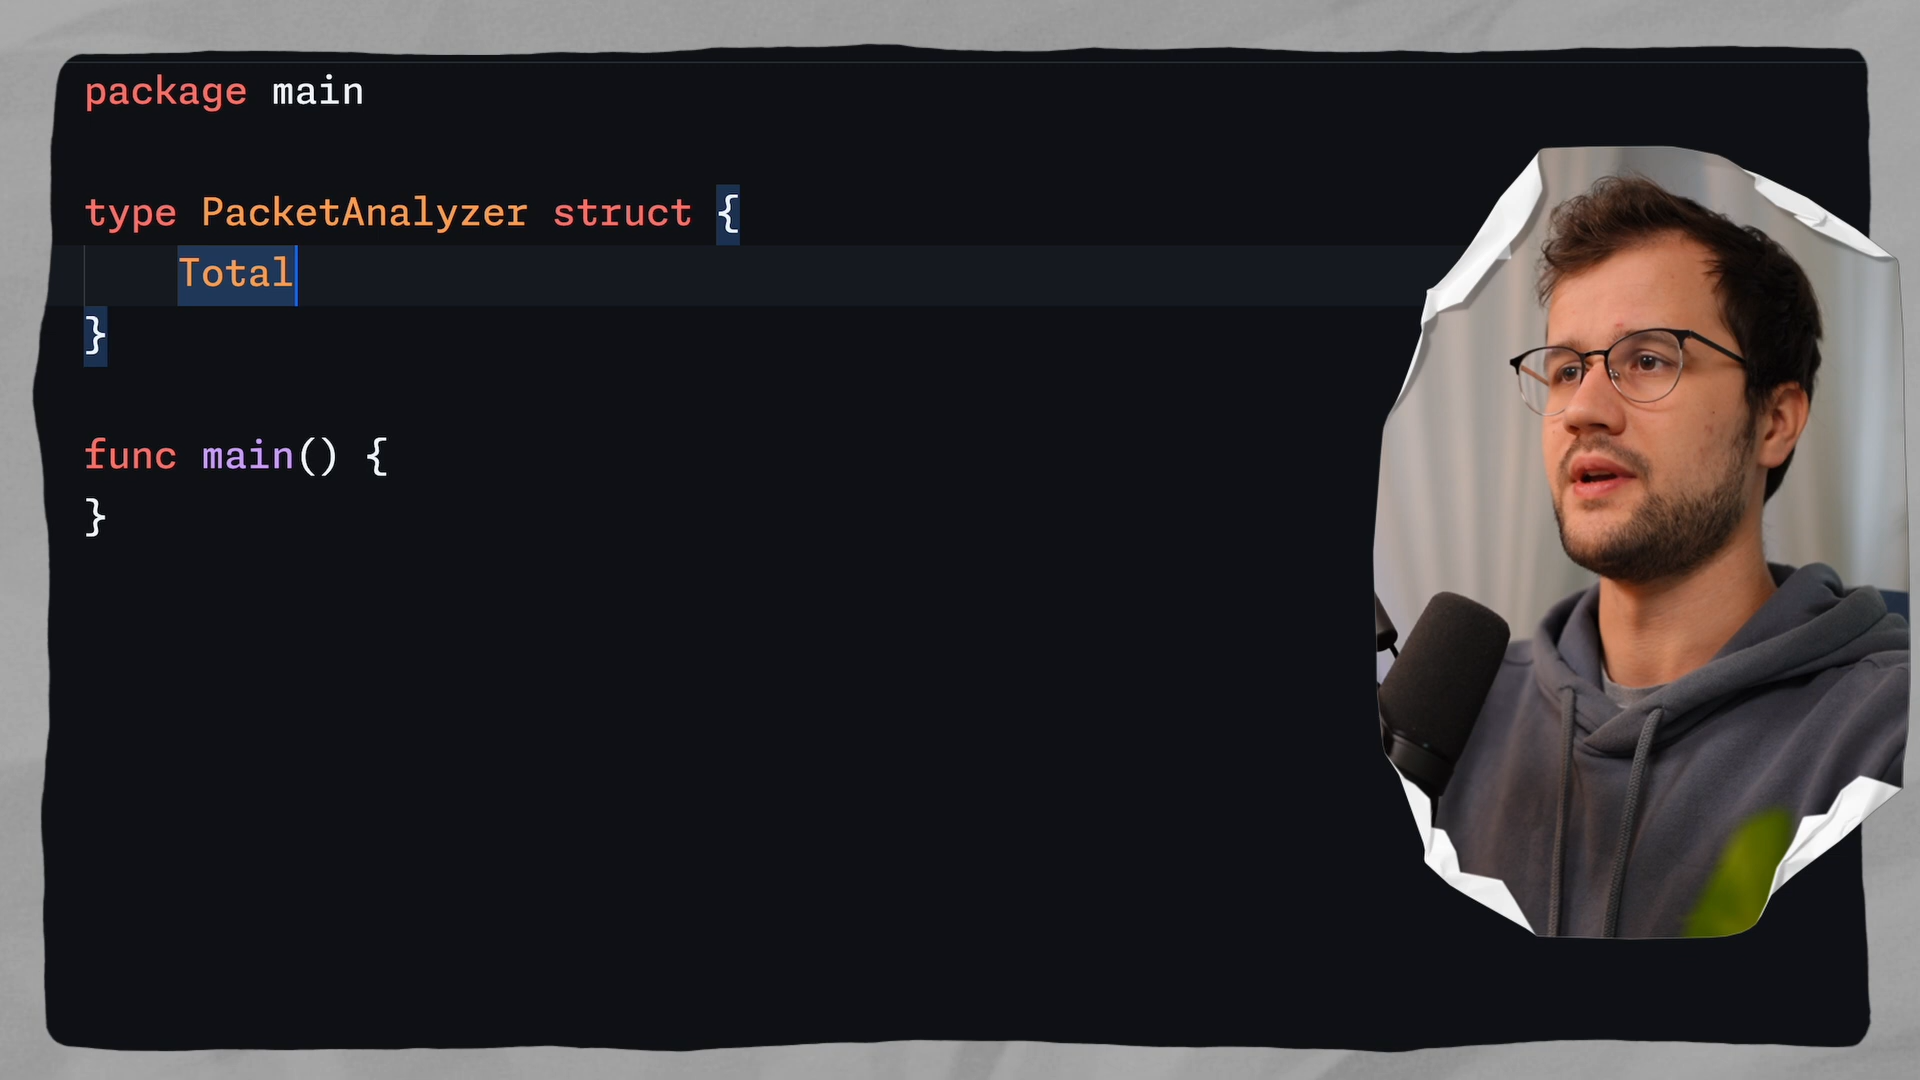 package main
type PacketAnalyzer struct {
Total
}
func main() {
}